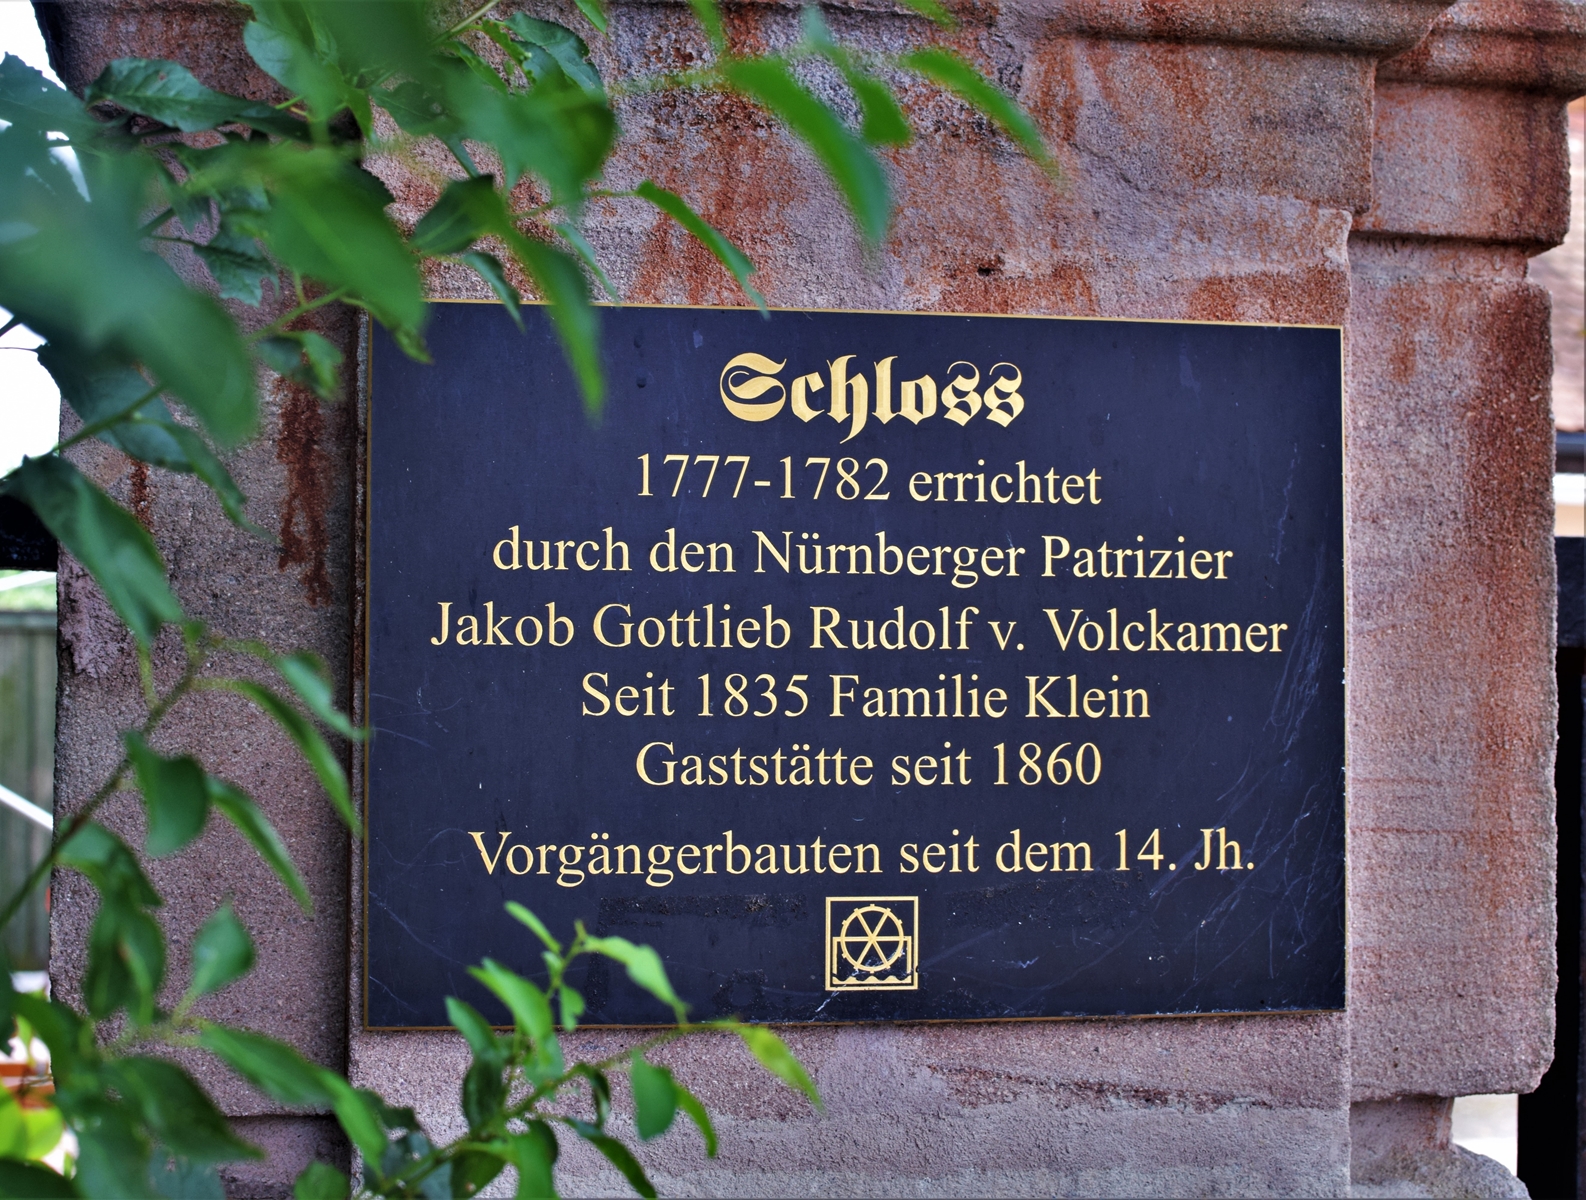 Schloss
1777-1782 errichtet
durch den Nürnberger Patrizier
Jakob Gottlieb Rudolf v. Volckamer
Seit 1835 Familie Klein
Gaststätte seit 1860
Vorgängerbauten seit dem 14. Jh.